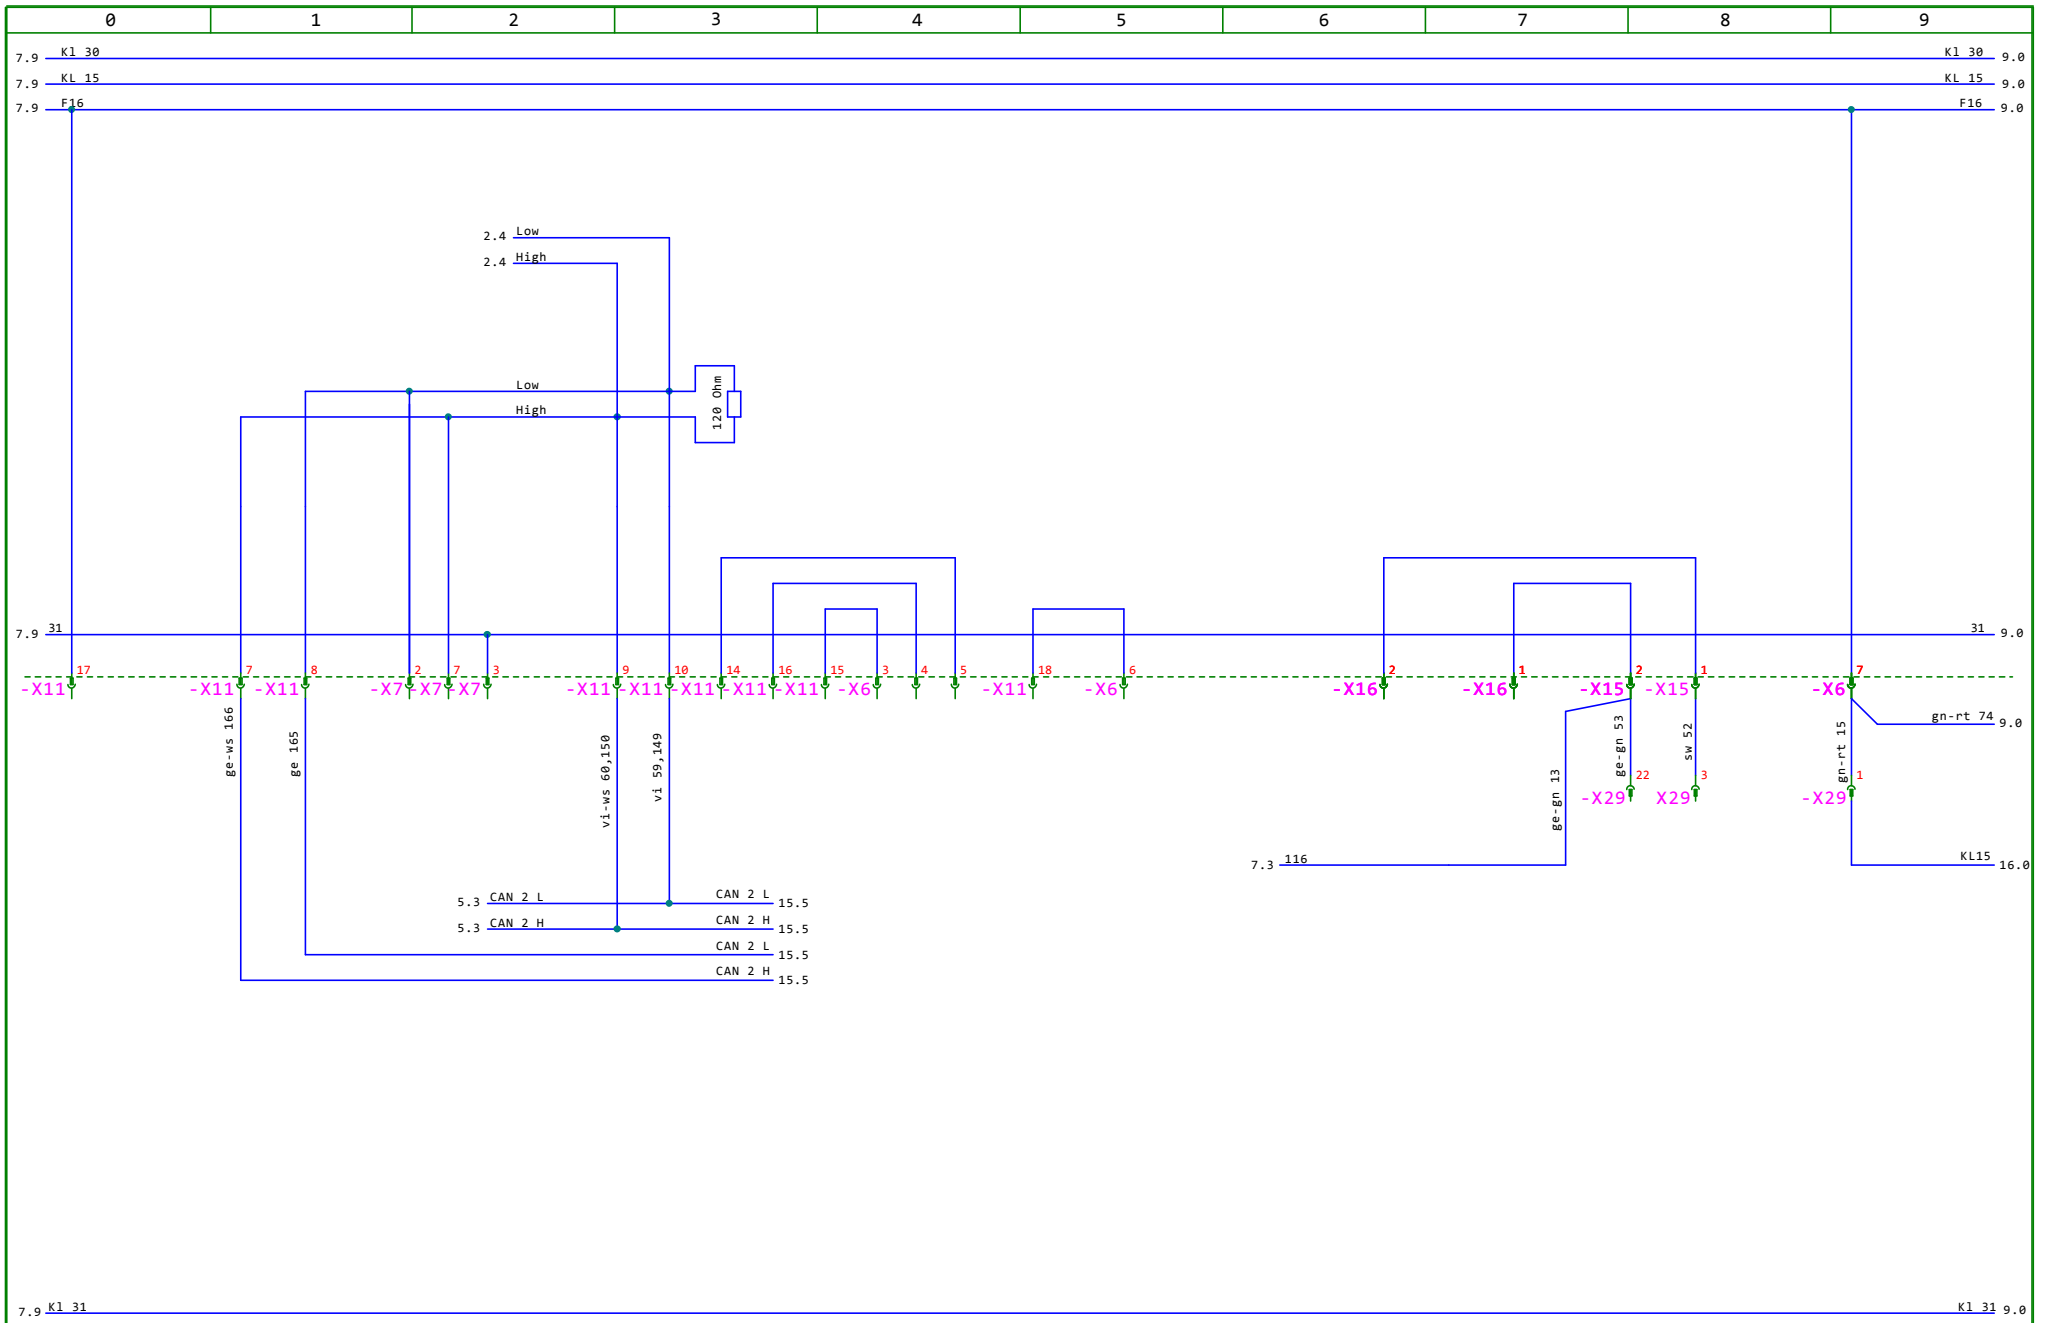 0 1 2 3 4 5 6 7 8 9
7.9 Kl 30 Kl 30 9.0
7.9 KL 15 KL 15 9.0
7.9 F16 F16 9.0
2.4 Low
2.4 High
Low
High
120 Ohm
7.9 31 31 9.0
17 7 8 2 7 3 9 10 14 16 15 3 4 5 18 6 2 1 2 1 7
-X11 -X11 -X11 -X7 -X7 -X7 -X11 -X11 -X11 -X11 -X11 -X6 -X11 -X6 -X16 -X16 -X15 -X15 -X6
ge-ws 166
ge 165
vi-ws 60,150
vi 59,149
ge-gn 13
ge-gn 53
sw 52
gn-rt 15
gn-rt 74 9.0
22 3 1
-X29 X29 -X29
7.3 116
KL15 16.0
5.3 CAN 2 L CAN 2 L 15.5
5.3 CAN 2 H CAN 2 H 15.5
CAN 2 L 15.5
CAN 2 H 15.5
7.9 Kl 31 Kl 31 9.0